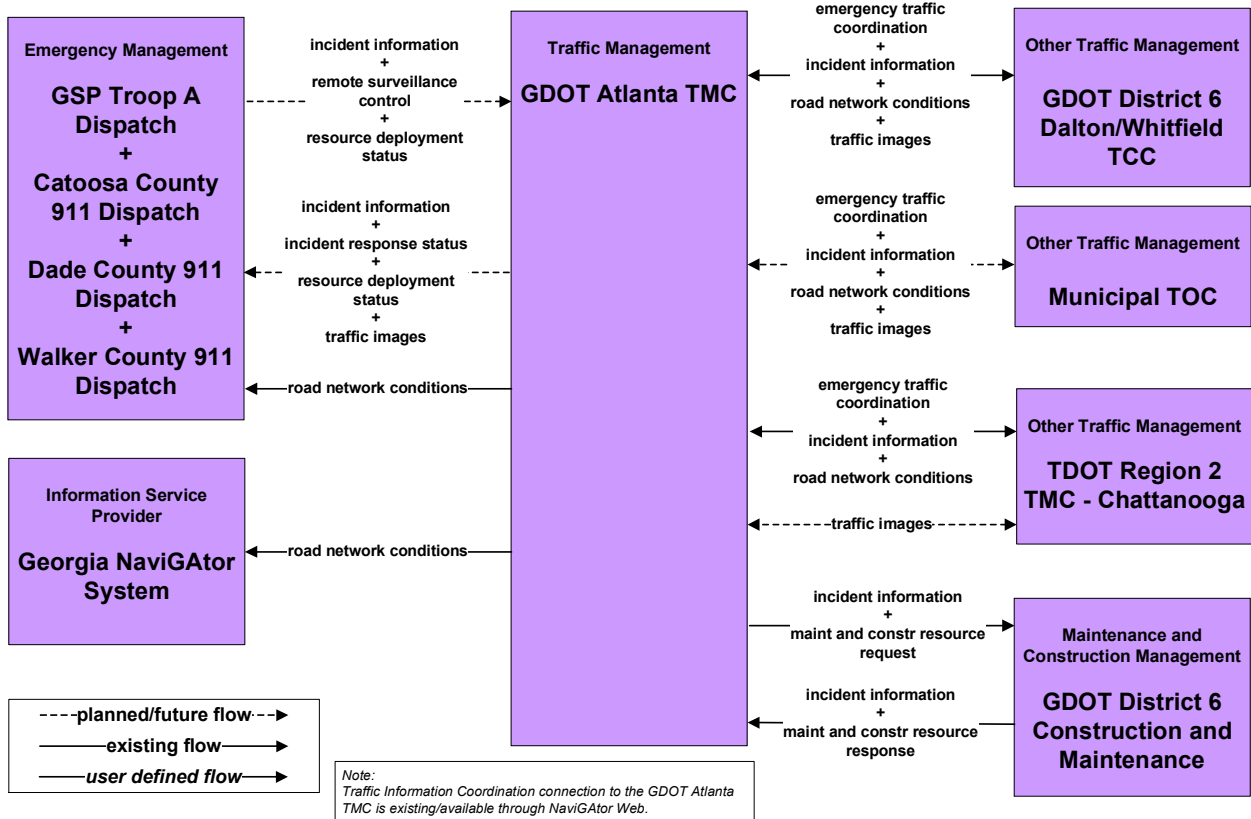 Emergency Management
GSP Troop A
Dispatch
+
Catoosa County
911 Dispatch
+
Dade County 911
Dispatch
+
Walker County 911
Dispatch
incident information
+
remote surveillance
control
+
resource deployment
status
incident information
+
incident response status
+
resource deployment
status
+
traffic images
road network conditions
Information Service
Provider
Georgia NaviGAtor
System
road network conditions
Traffic Management
GDOT Atlanta TMC
emergency traffic
coordination
+
incident information
+
road network conditions
+
traffic images
Other Traffic Management
GDOT District 6
Dalton/Whitfield
TCC
emergency traffic
coordination
+
incident information
+
road network conditions
+
traffic images
Other Traffic Management
Municipal TOC
emergency traffic
coordination
+
incident information
+
road network conditions
traffic images
Other Traffic Management
TDOT Region 2
TMC - Chattanooga
incident information
+
maint and constr resource
request
incident information
+
maint and constr resource
response
Maintenance and
Construction Management
GDOT District 6
Construction and
Maintenance
planned/future flow
existing flow
user defined flow
Note:
Traffic Information Coordination connection to the GDOT Atlanta
TMC is existing/available through NaviGAtor Web.